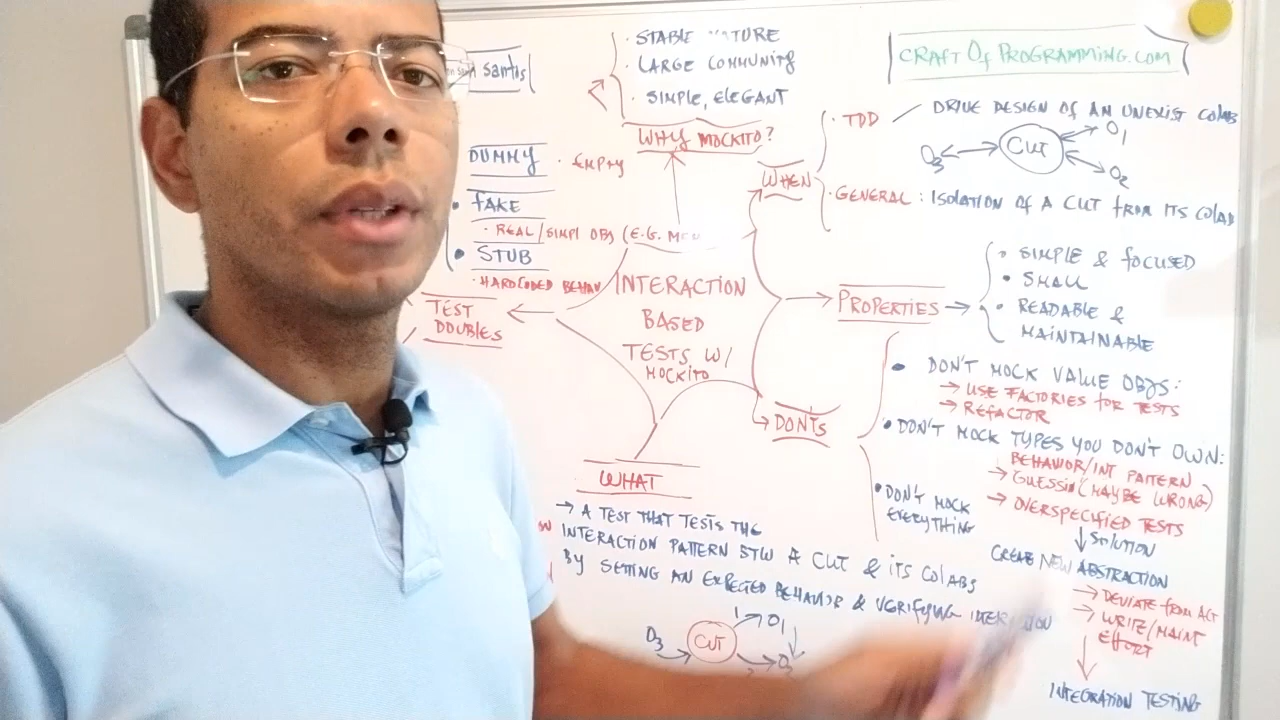 santos
· STABLE
· LARGE COMMUNITY
· SIMPLE, ELEGANT
WHY MOCKITO?
CRAFT Of PROGRAMMING.COM
DUMMY · EMPTY
• FAKE
· REAL/SIMPL OBJ (E.G.
• STUB
· HARDCODED BEHAV
TEST
DOUBLES
INTERACTION
BASED
TESTS W/
MOCKITO
WHEN
· TDD
DRIVE DESIGN OF AN UNEXIST COLAB
CUT
O1
O2
O3
· GENERAL : ISOLATION OF A CUT FROM ITS COLAB
PROPERTIES
• SIMPLE & FOCUSED
• SMALL
• READABLE &
MAINTAINABLE
DONTS
• DON'T MOCK VALUE OBJS:
→ USE FACTORIES FOR TESTS
→ REFACTOR
• DON'T MOCK TYPES YOU DON'T OWN:
BEHAVIOR/INT PATTERN
→ GUESSIN (MAYBE WRONG)
→ OVERSPECIFIED TESTS
↓ SOLUTION
CREATE NEW ABSTRACTION
→ DEVIATE FROM ACT
→ WRITE/MAINT
EFFORT
INTEGRATION TESTING
• DON'T MOCK
EVERYTHING
WHAT
→ A TEST THAT TESTS THE
INTERACTION PATTERN BTW A CUT & ITS COLABS
BY SETTING AN EXPECTED BEHAVIOR & VERIFYING
O3
CUT
1
O1